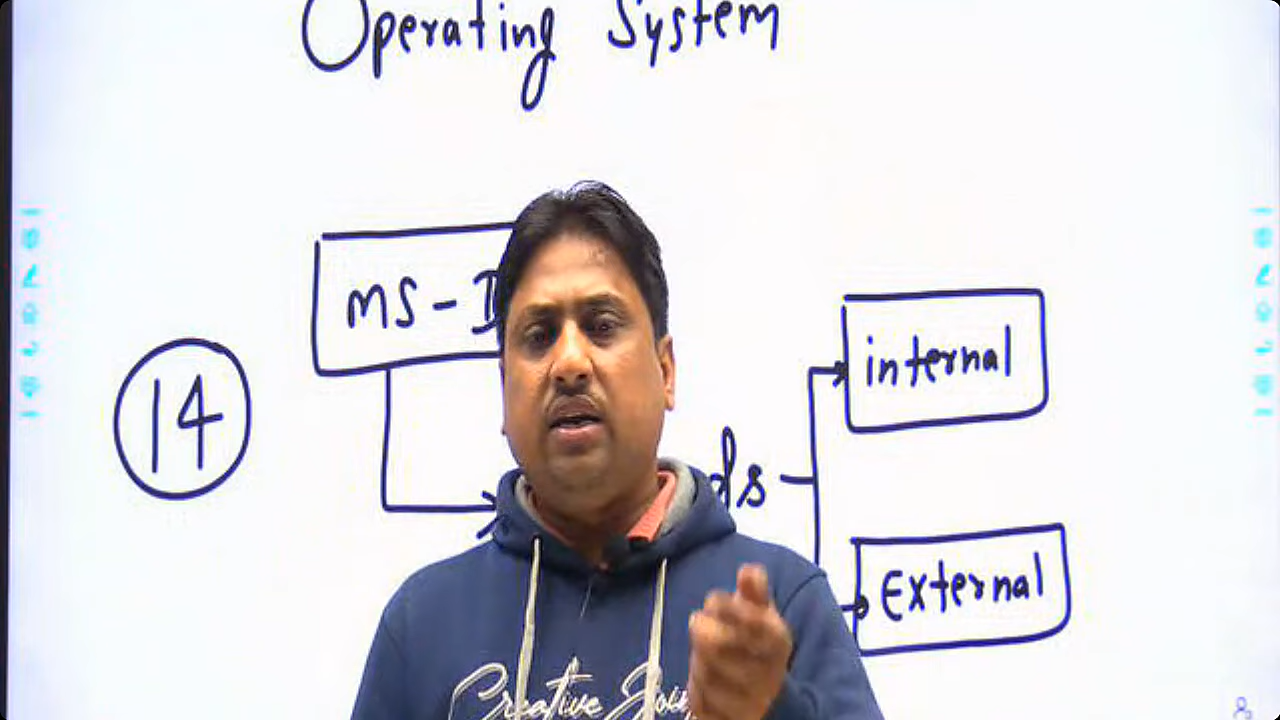 Operating System
MS-
internal
14
ds
External
Creative